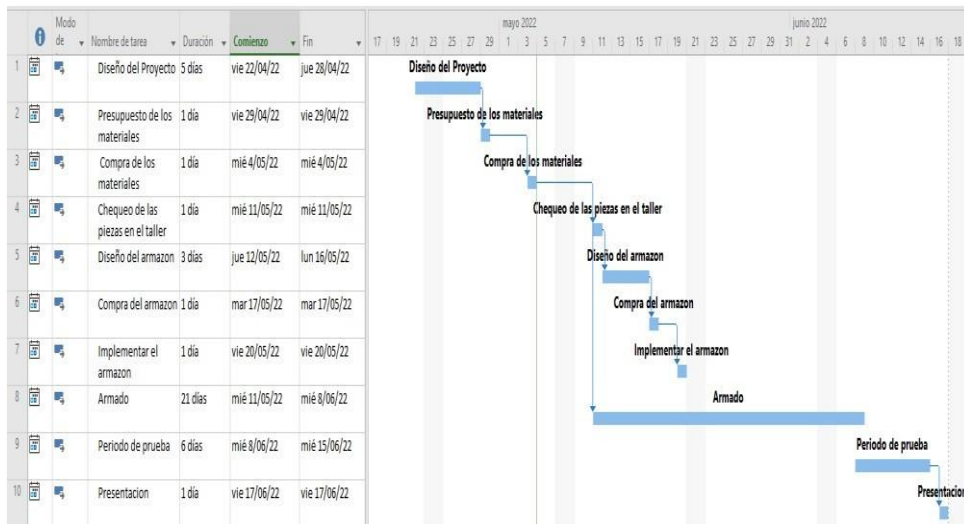 mayo 2022 junio 2022
Modo de Nombre de tarea Duración Comienzo Fin
17 19 21 23 25 27 29 1 3 5 7 9 11 13 15 17 19 21 23 25 27 29 31 2 4 6 8 10 12 14 16 18
1 Diseño del Proyecto 5 días vie 22/04/22 jue 28/04/22
2 Presupuesto de los materiales 1 día vie 29/04/22 vie 29/04/22
3 Compra de los materiales 1 día mié 4/05/22 mié 4/05/22
4 Chequeo de las piezas en el taller 1 día mié 11/05/22 mié 11/05/22
5 Diseño del armazon 3 días jue 12/05/22 lun 16/05/22
6 Compra del armazon 1 día mar 17/05/22 mar 17/05/22
7 Implementar el armazon 1 día vie 20/05/22 vie 20/05/22
8 Armado 21 días mié 11/05/22 mié 8/06/22
9 Periodo de prueba 6 días mié 8/06/22 mié 15/06/22
10 Presentacion 1 día vie 17/06/22 vie 17/06/22
Diseño del Proyecto
Presupuesto de los materiales
Compra de los materiales
Chequeo de las piezas en el taller
Diseño del armazon
Compra del armazon
Implementar el armazon
Armado
Periodo de prueba
Presentacion